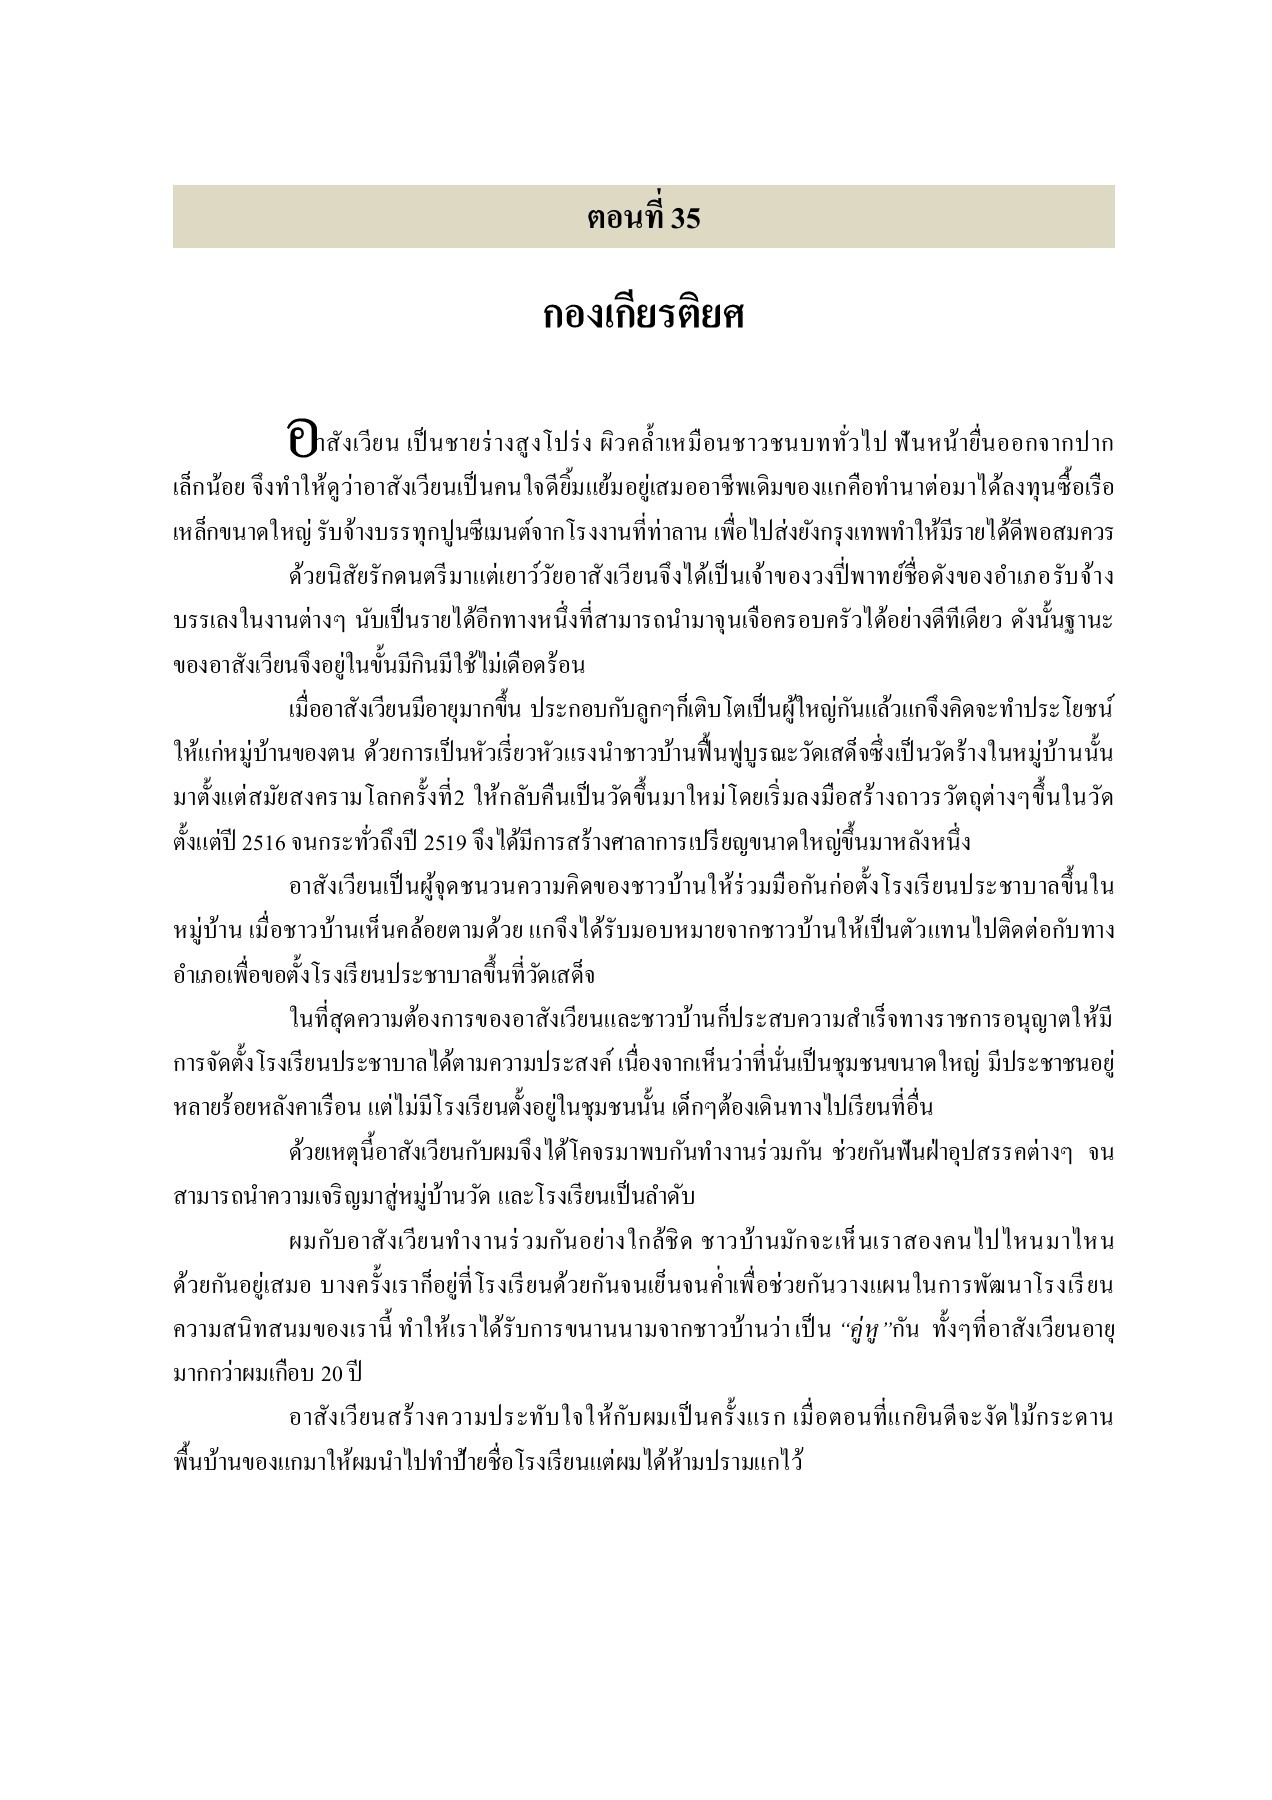 ตอนที่ 35
กองเกียรติยศ
อาสังเวียน เป็นชายร่างสูงโปร่ง ผิวคล้ำเหมือนชาวชนบททั่วไป ฟันหน้ายื่นออกจากปาก
เล็กน้อย จึงทำให้ดูว่าอาสังเวียนเป็นคนใจดียิ้มแย้มอยู่เสมออาชีพเดิมของแกคือทำนาต่อมาได้ลงทุนซื้อเรือ
เหล็กขนาดใหญ่ รับจ้างบรรทุกปูนซีเมนต์จากโรงงานที่ท่าลาน เพื่อไปส่งยังกรุงเทพทำให้มีรายได้ดีพอสมควร
ด้วยนิสัยรักดนตรีมาแต่เยาว์วัยอาสังเวียนจึงได้เป็นเจ้าของวงปี่พาทย์ชื่อดังของอำเภอรับจ้าง
บรรเลงในงานต่างๆ นับเป็นรายได้อีกทางหนึ่งที่สามารถนำมาจุนเจือครอบครัวได้อย่างดีทีเดียว ดังนั้นฐานะ
ของอาสังเวียนจึงอยู่ในขั้นมีกินมีใช้ไม่เดือดร้อน
เมื่ออาสังเวียนมีอายุมากขึ้น ประกอบกับลูกๆก็เติบโตเป็นผู้ใหญ่กันแล้วแกจึงคิดจะทำประโยชน์
ให้แก่หมู่บ้านของตน ด้วยการเป็นหัวเรี่ยวหัวแรงนำชาวบ้านฟื้นฟูบูรณะวัดเสด็จซึ่งเป็นวัดร้างในหมู่บ้านนั้น
มาตั้งแต่สมัยสงครามโลกครั้งที่2 ให้กลับคืนเป็นวัดขึ้นมาใหม่โดยเริ่มลงมือสร้างถาวรวัตถุต่างๆขึ้นในวัด
ตั้งแต่ปี 2516 จนกระทั่วถึงปี 2519 จึงได้มีการสร้างศาลาการเปรียญขนาดใหญ่ขึ้นมาหลังหนึ่ง
อาสังเวียนเป็นผู้จุดชนวนความคิดของชาวบ้านให้ร่วมมือกันก่อตั้งโรงเรียนประชาบาลขึ้นใน
หมู่บ้าน เมื่อชาวบ้านเห็นคล้อยตามด้วย แกจึงได้รับมอบหมายจากชาวบ้านให้เป็นตัวแทนไปติดต่อกับทาง
อำเภอเพื่อขอตั้งโรงเรียนประชาบาลขึ้นที่วัดเสด็จ
ในที่สุดความต้องการของอาสังเวียนและชาวบ้านก็ประสบความสำเร็จทางราชการอนุญาตให้มี
การจัดตั้งโรงเรียนประชาบาลได้ตามความประสงค์ เนื่องจากเห็นว่าที่นั่นเป็นชุมชนขนาดใหญ่ มีประชาชนอยู่
หลายร้อยหลังคาเรือน แต่ไม่มีโรงเรียนตั้งอยู่ในชุมชนนั้น เด็กๆต้องเดินทางไปเรียนที่อื่น
ด้วยเหตุนี้อาสังเวียนกับผมจึงได้โคจรมาพบกันทำงานร่วมกัน ช่วยกันฟันฝ่าอุปสรรคต่างๆ จน
สามารถนำความเจริญมาสู่หมู่บ้านวัด และโรงเรียนเป็นลำดับ
ผมกับอาสังเวียนทำงานร่วมกันอย่างใกล้ชิด ชาวบ้านมักจะเห็นเราสองคนไปไหนมาไหน
ด้วยกันอยู่เสมอ บางครั้งเราก็อยู่ที่โรงเรียนด้วยกันจนเย็นจนค่ำเพื่อช่วยกันวางแผนในการพัฒนาโรงเรียน
ความสนิทสนมของเรานี้ ทำให้เราได้รับการขนานนามจากชาวบ้านว่า เป็น “คู่หู”กัน ทั้งๆที่อาสังเวียนอายุ
มากกว่าผมเกือบ 20 ปี
อาสังเวียนสร้างความประทับใจให้กับผมเป็นครั้งแรก เมื่อตอนที่แกยินดีจะงัดไม้กระดาน
พื้นบ้านของแกมาให้ผมนำไปทำป้ายชื่อโรงเรียนแต่ผมได้ห้ามปรามแกไว้